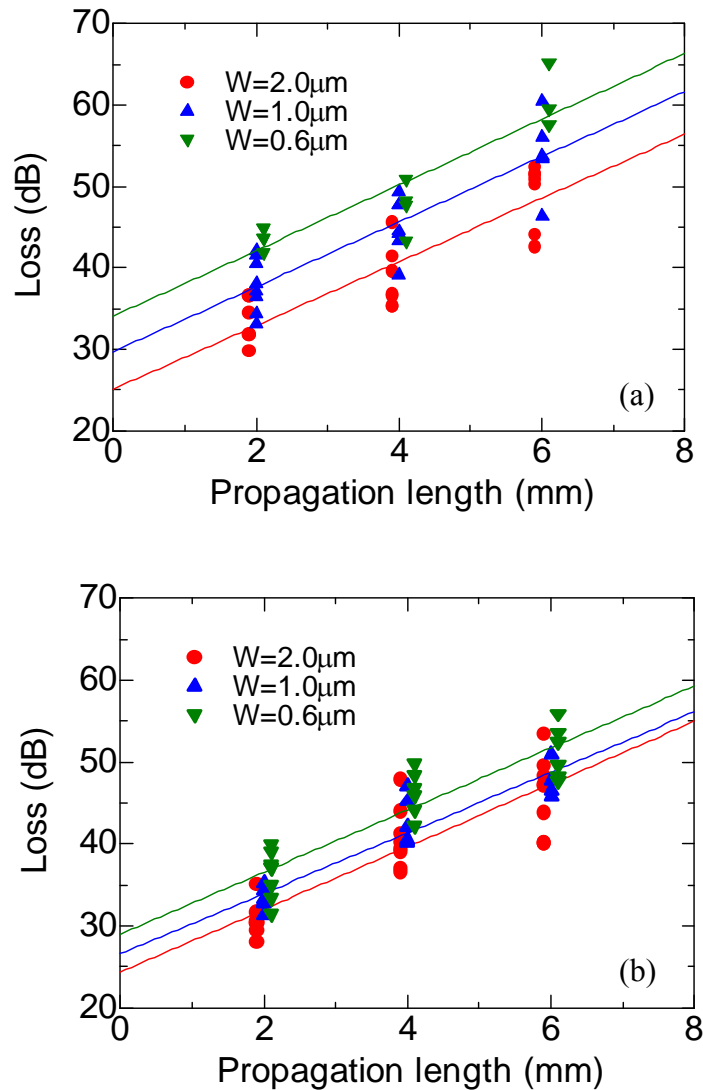 70
60
50
40
30
20
Loss (dB)
W=2.0μm
W=1.0μm
W=0.6μm
(a)
0 2 4 6 8
Propagation length (mm)
70
60
50
40
30
20
Loss (dB)
W=2.0μm
W=1.0μm
W=0.6μm
(b)
0 2 4 6 8
Propagation length (mm)